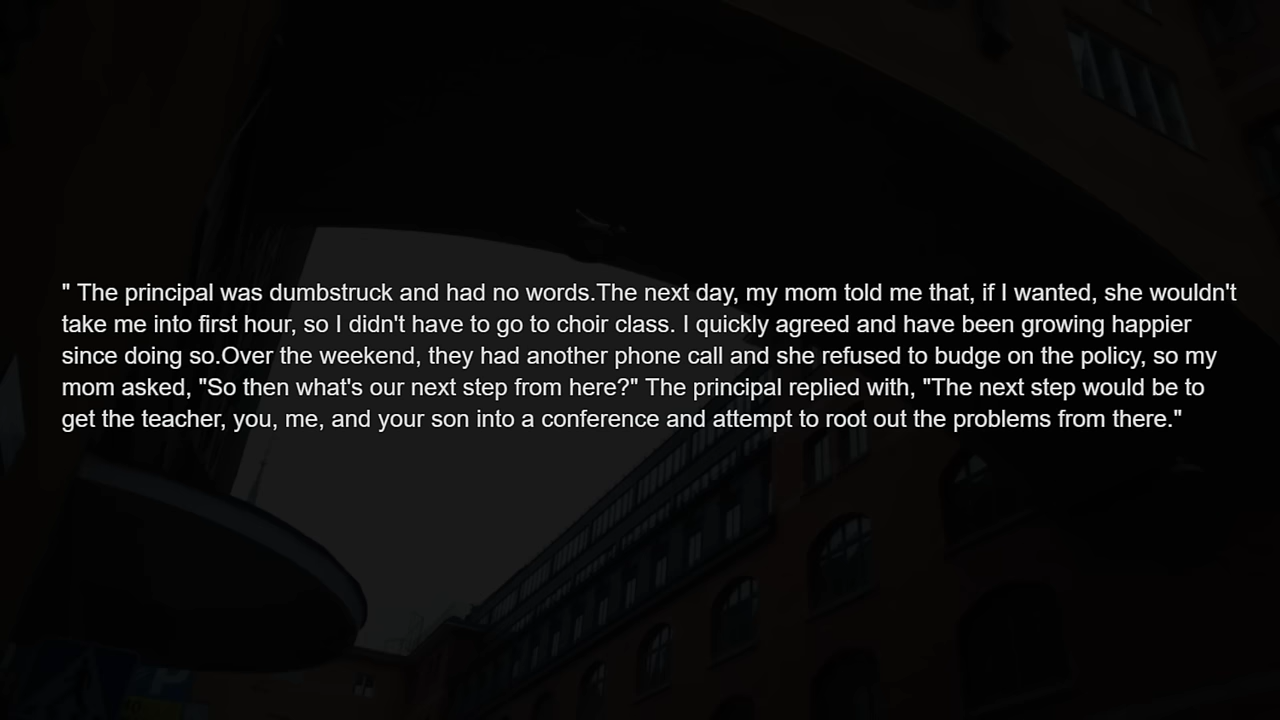 " The principal was dumbstruck and had no words.The next day, my mom told me that, if I wanted, she wouldn't
take me into first hour, so I didn't have to go to choir class. I quickly agreed and have been growing happier
since doing so.Over the weekend, they had another phone call and she refused to budge on the policy, so my
mom asked, "So then what's our next step from here?" The principal replied with, "The next step would be to
get the teacher, you, me, and your son into a conference and attempt to root out the problems from there."